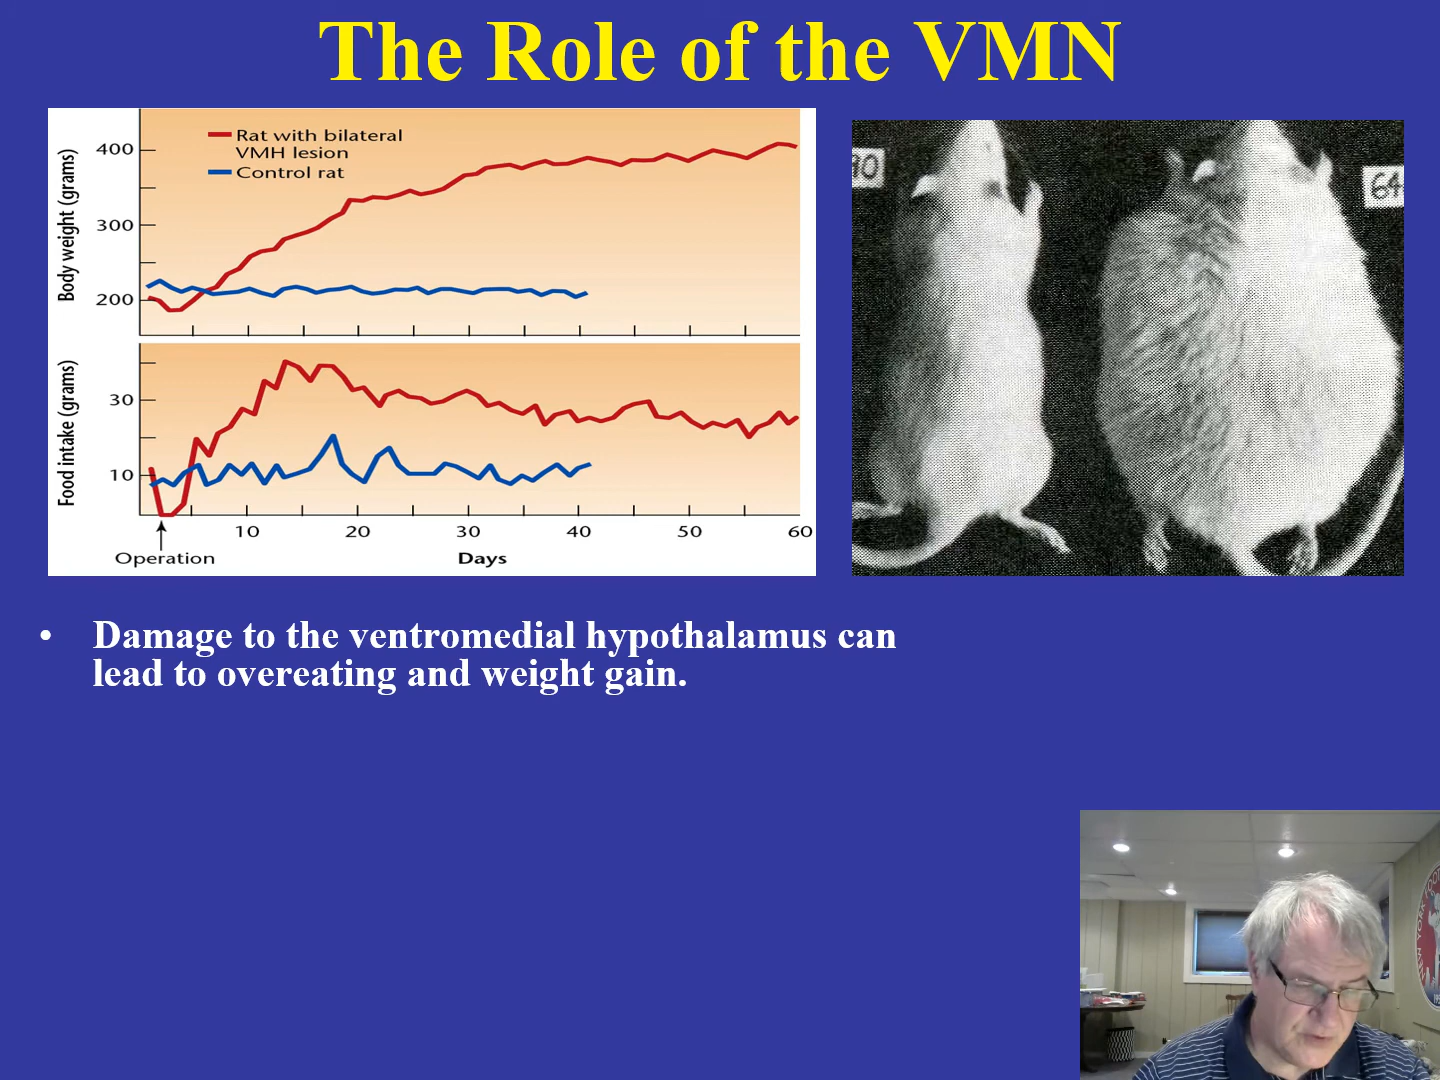 The Role of the VMN
Rat with bilateral
VMH lesion
Control rat
Body weight (grams)
400
300
200
Food intake (grams)
30
10
10
20
30
40
50
60
Operation
Days
90
64
• Damage to the ventromedial hypothalamus can
lead to overeating and weight gain.